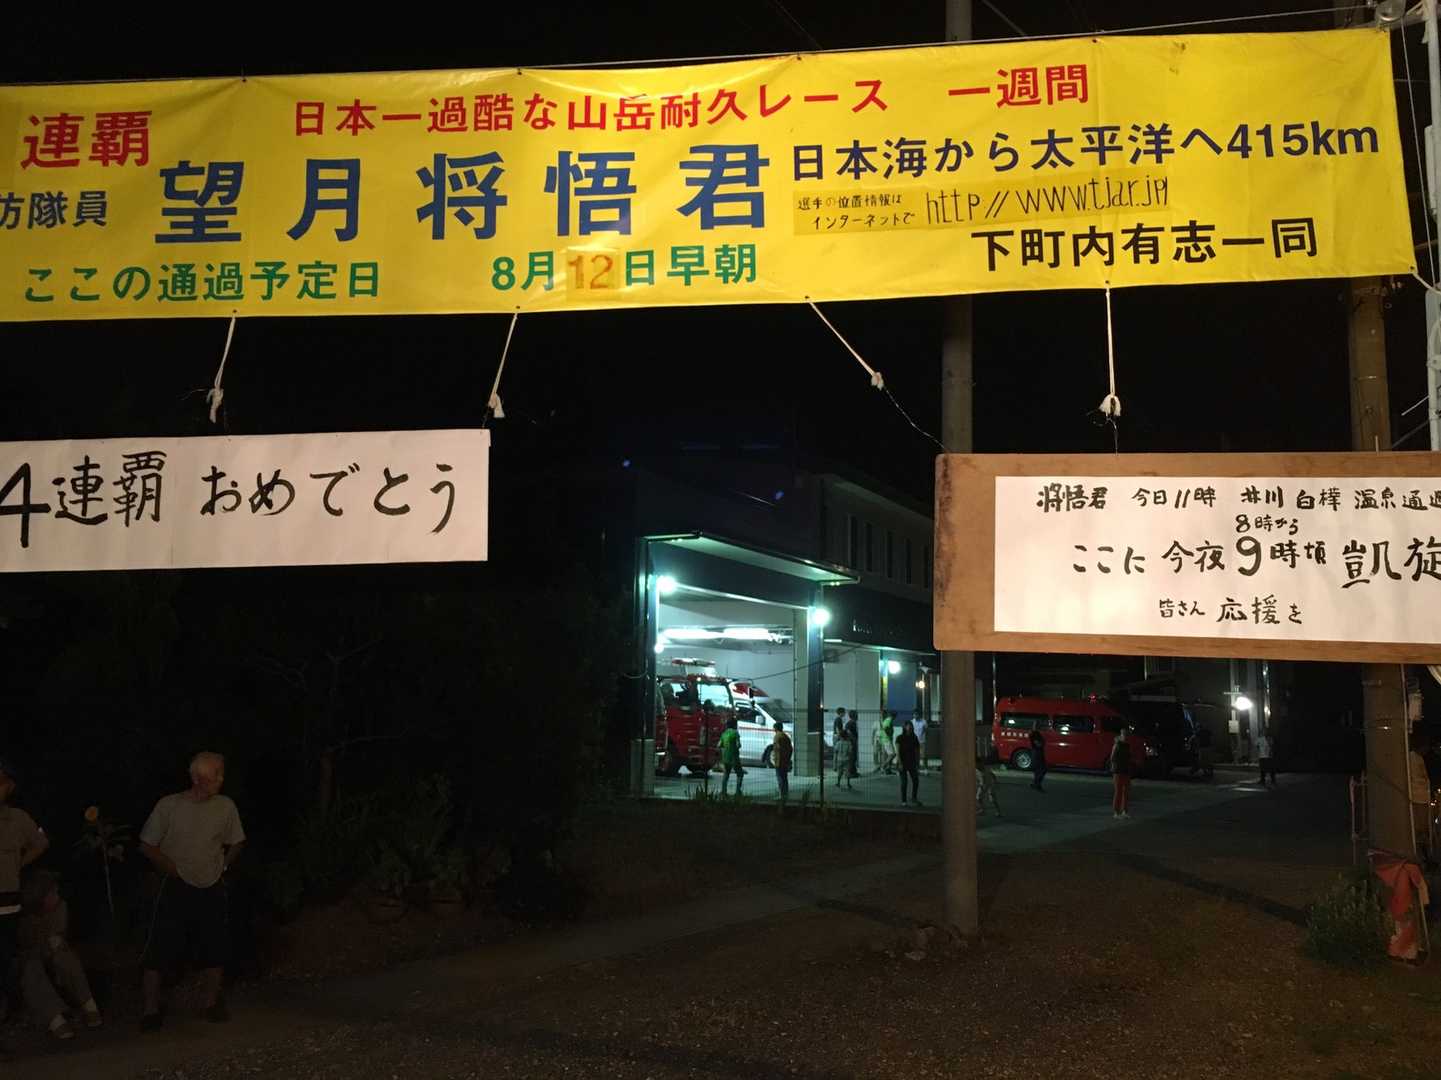 連覇
日本一過酷な山岳耐久レース 一週間
防隊員 望月将悟君
日本海から太平洋へ415km
選手の位置情報は
インターネットで
http://www.tjar.jp
ここの通過予定日 8月12日早朝
下町内有志一同
4連覇 おめでとう
将悟君 今日11時 井川 白樺 温泉通過
8時から
ここに 今夜9時頃 凱旋
皆さん 応援を